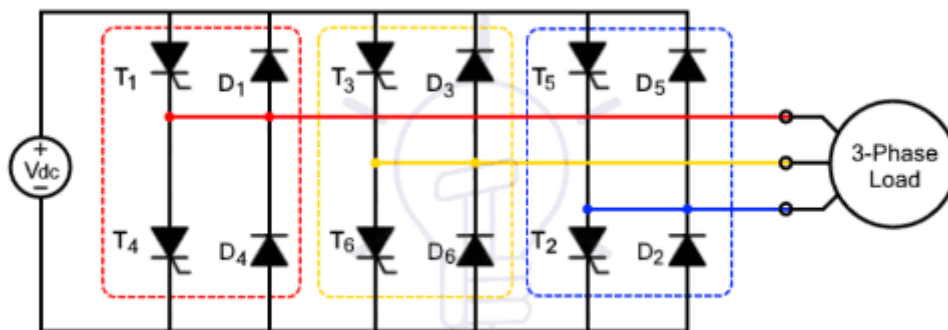 T1 D1 T3 D3 T5 D5
+
Vdc
−
3-Phase
Load
T4 D4 T6 D6 T2 D2